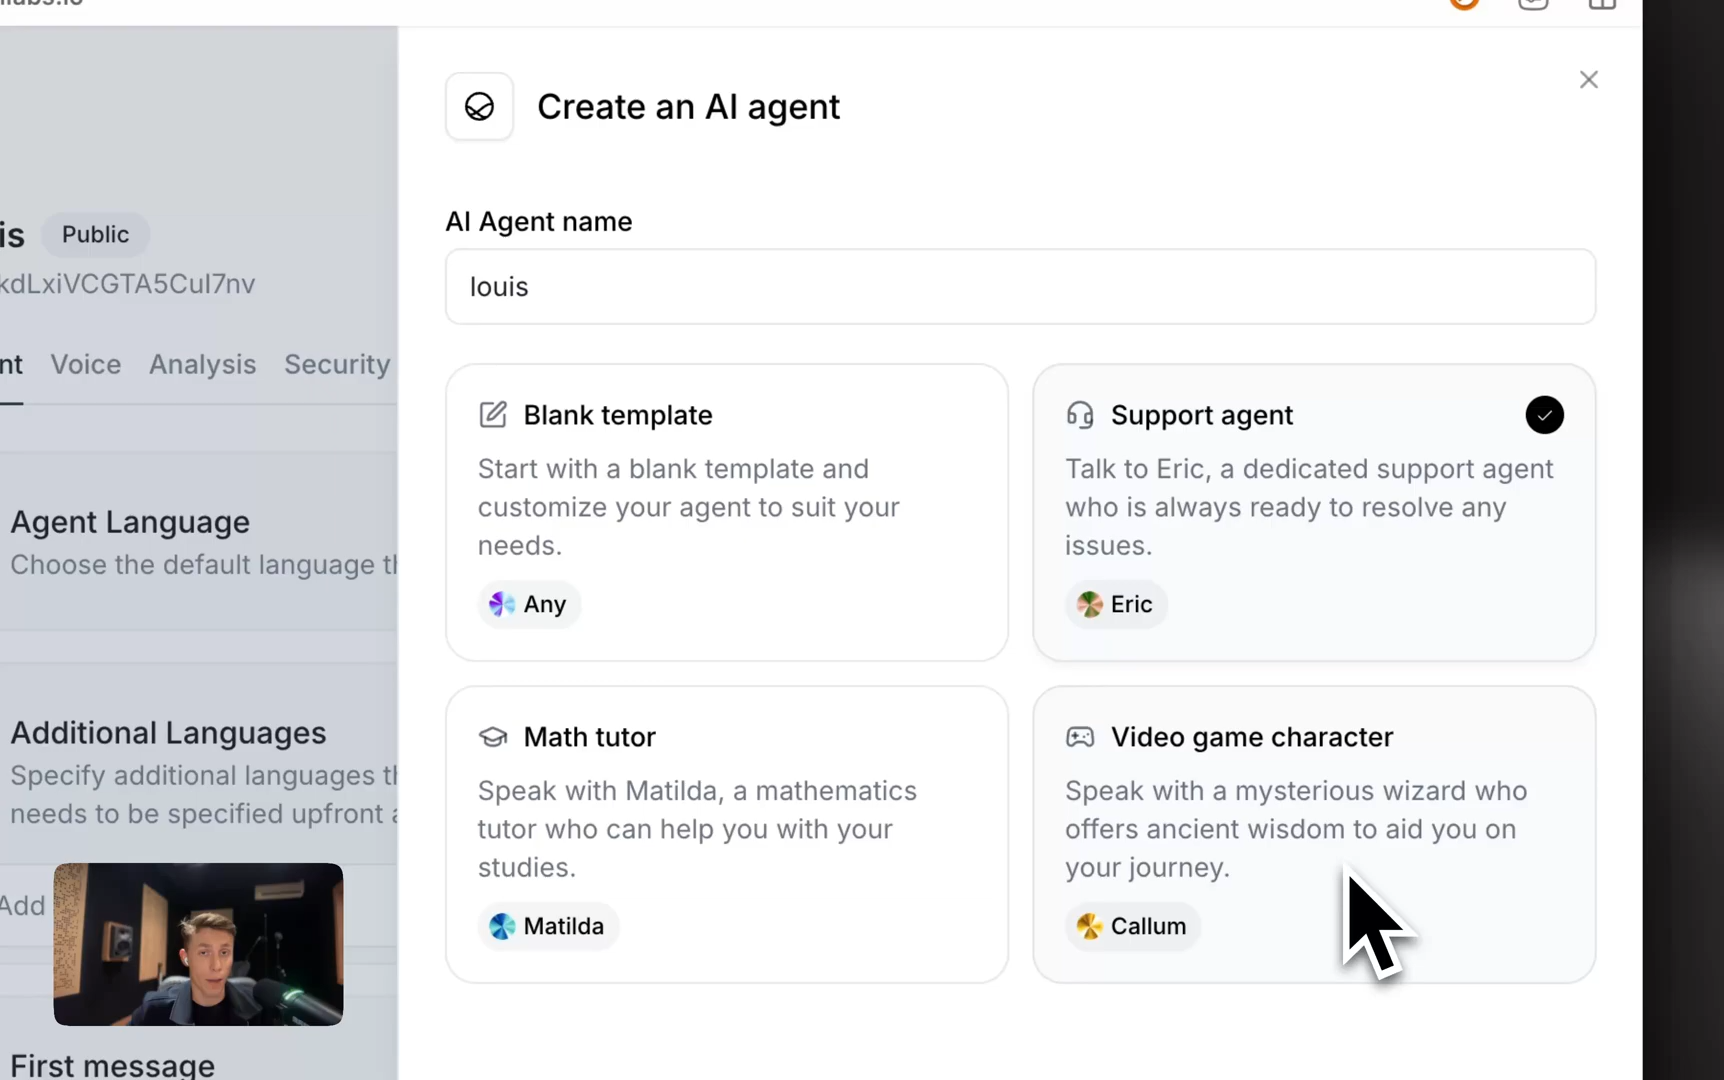 Create an AI agent
AI Agent name
louis
is Public
kdLxiVCGTA5CuI7nv
nt Voice Analysis Security
Blank template
Start with a blank template and
customize your agent to suit your
needs.
Any
Support agent
Talk to Eric, a dedicated support agent
who is always ready to resolve any
issues.
Eric
Agent Language
Choose the default language th
Math tutor
Speak with Matilda, a mathematics
tutor who can help you with your
studies.
Matilda
Video game character
Speak with a mysterious wizard who
offers ancient wisdom to aid you on
your journey.
Callum
Additional Languages
Specify additional languages th
needs to be specified upfront a
Add
First message